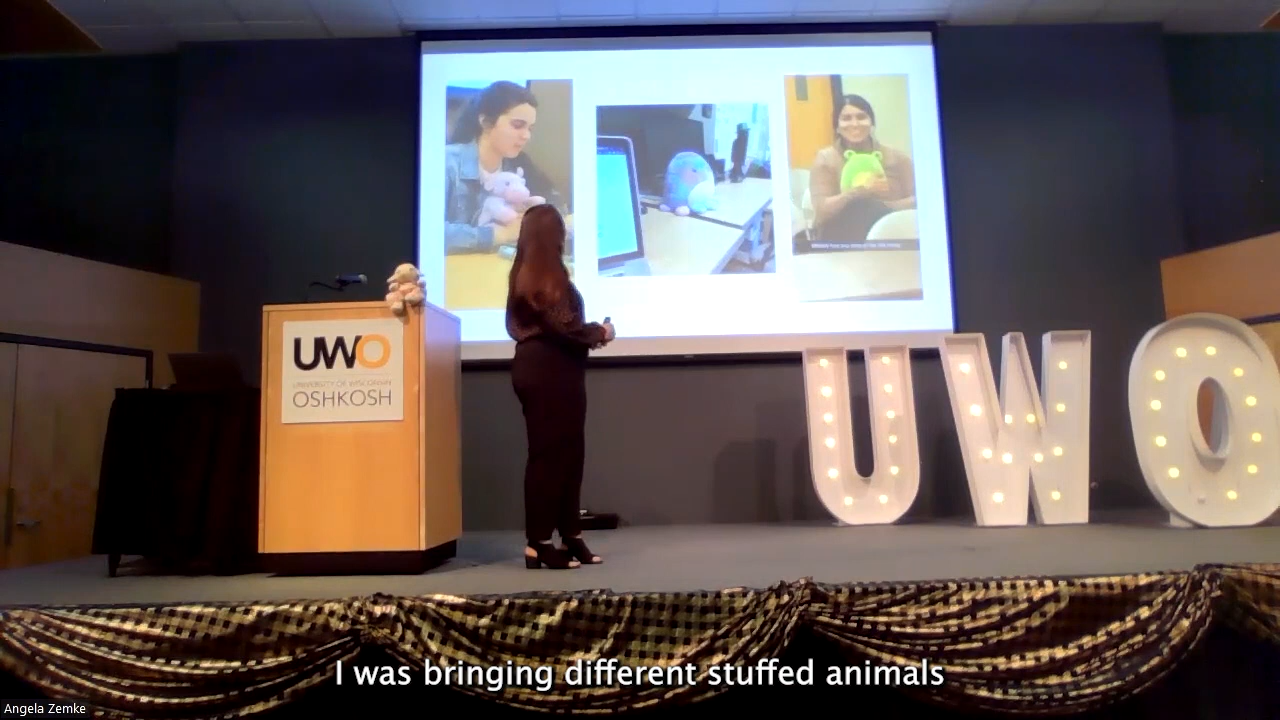 UWO
UNIVERSITY OF WISCONSIN
OSHKOSH
UWO
I was bringing different stuffed animals
Angela Zemke